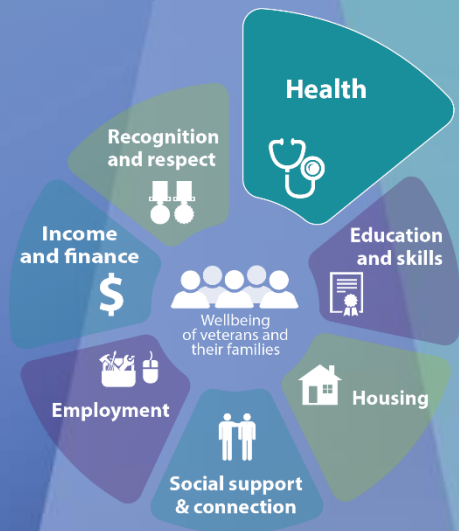 Health
Recognition
and respect
Income
and finance
$
Education
and skills
Wellbeing
of veterans and
their families
Employment
Housing
Social support
& connection